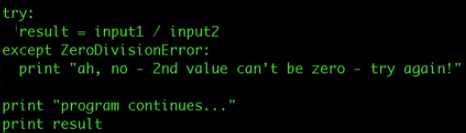 try:
  result = input1 / input2
except ZeroDivisionError:
  print "ah, no - 2nd value can't be zero - try again!"

print "program continues..."
print result